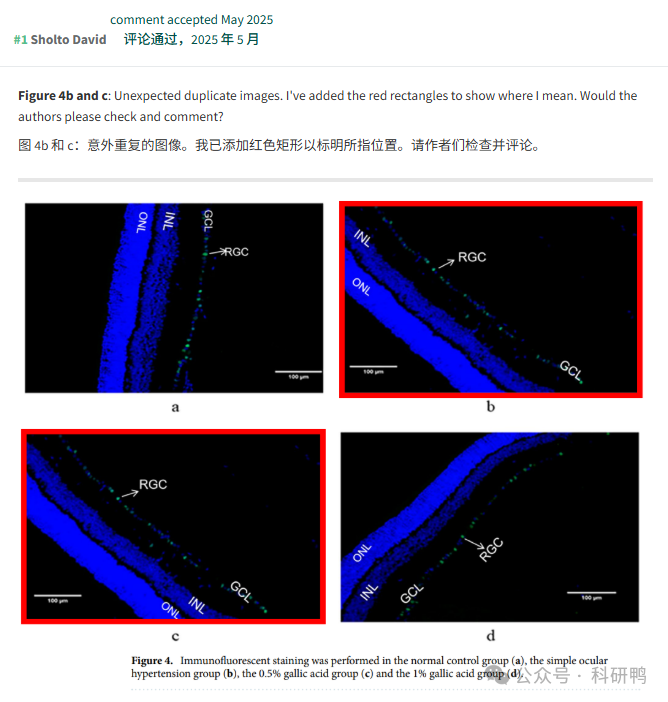 comment accepted May 2025
#1 Sholto David 评论通过，2025 年 5 月
Figure 4b and c: Unexpected duplicate images. I've added the red rectangles to show where I mean. Would the
authors please check and comment?
图 4b 和 c：意外重复的图像。我已添加红色矩形以标明所指位置。请作者们检查并评论。
ONL
INL
GCL
RGC
100 μm
a
INL
ONL
RGC
GCL
100 μm
b
RGC
GCL
INL
ONL
100 μm
c
ONL
INL
GCL
RGC
100 μm
d
Figure 4. Immunofluorescent staining was performed in the normal control group (a), the simple ocular
hypertension group (b), the 0.5% gallic acid group (c) and the 1% gallic acid group (d).
公众号 · 科研鸭